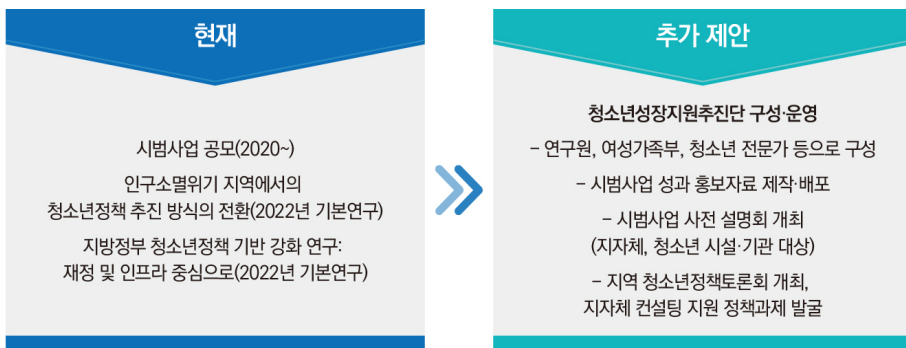 현재
시범사업 공모(2020~)
인구소멸위기 지역에서의
청소년정책 추진 방식의 전환(2022년 기본연구)
지방정부 청소년정책 기반 강화 연구:
재정 및 인프라 중심으로(2022년 기본연구)
추가 제안
청소년성장지원추진단 구성·운영
– 연구원, 여성가족부, 청소년 전문가 등으로 구성
– 시범사업 성과 홍보자료 제작·배포
– 시범사업 사전 설명회 개최
(지자체, 청소년 시설·기관 대상)
– 지역 청소년정책토론회 개최,
지자체 컨설팅 지원 정책과제 발굴